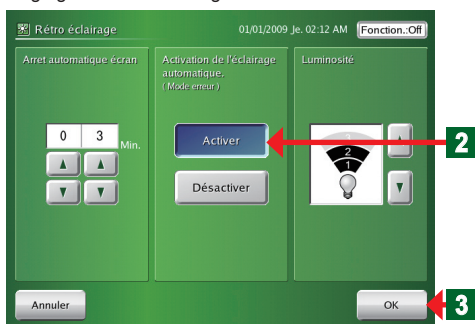 Rétro éclairage
01/01/2009 Je. 02:12 AM
Fonction.:Off
Arret automatique écran
0 3
Min.
Activation de l'éclairage
automatique.
( Mode erreur )
Activer
Désactiver
Luminosité
3
2
1
2
Annuler
OK
3